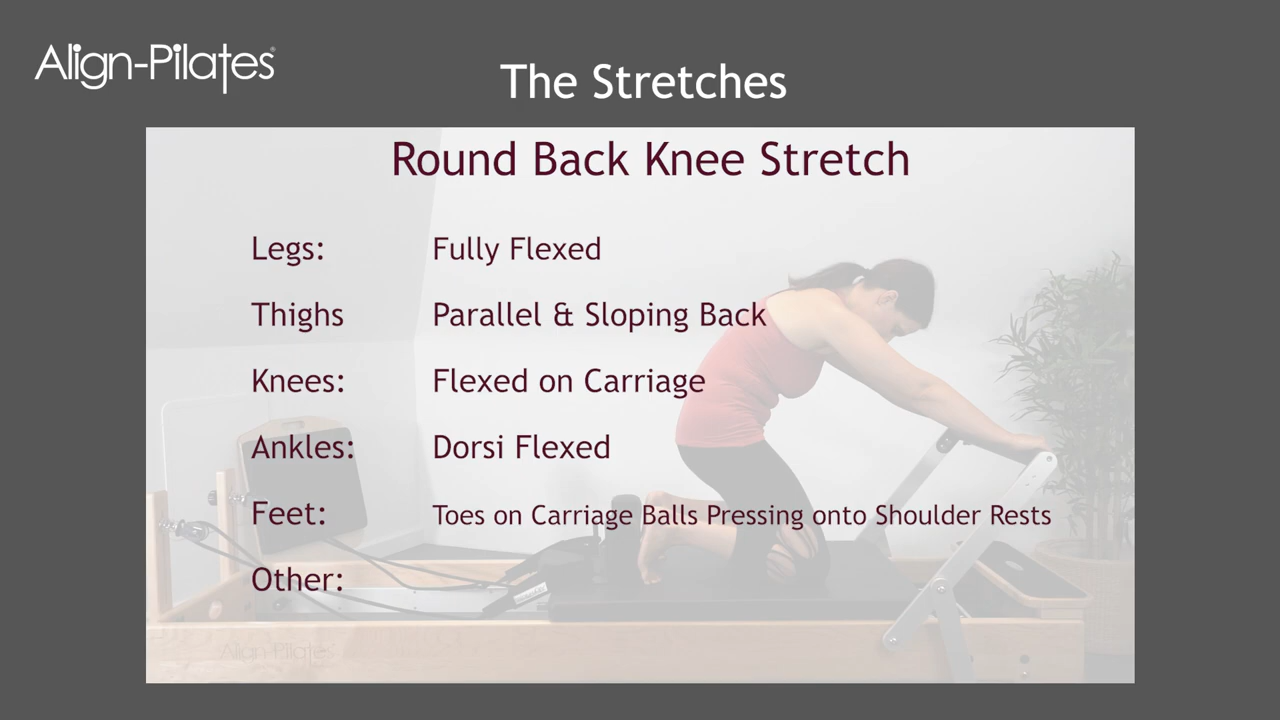 Align-Pilates
The Stretches
Round Back Knee Stretch
Legs: Fully Flexed
Thighs Parallel & Sloping Back
Knees: Flexed on Carriage
Ankles: Dorsi Flexed
Feet: Toes on Carriage Balls Pressing onto Shoulder Rests
Other:
Align-Pilates